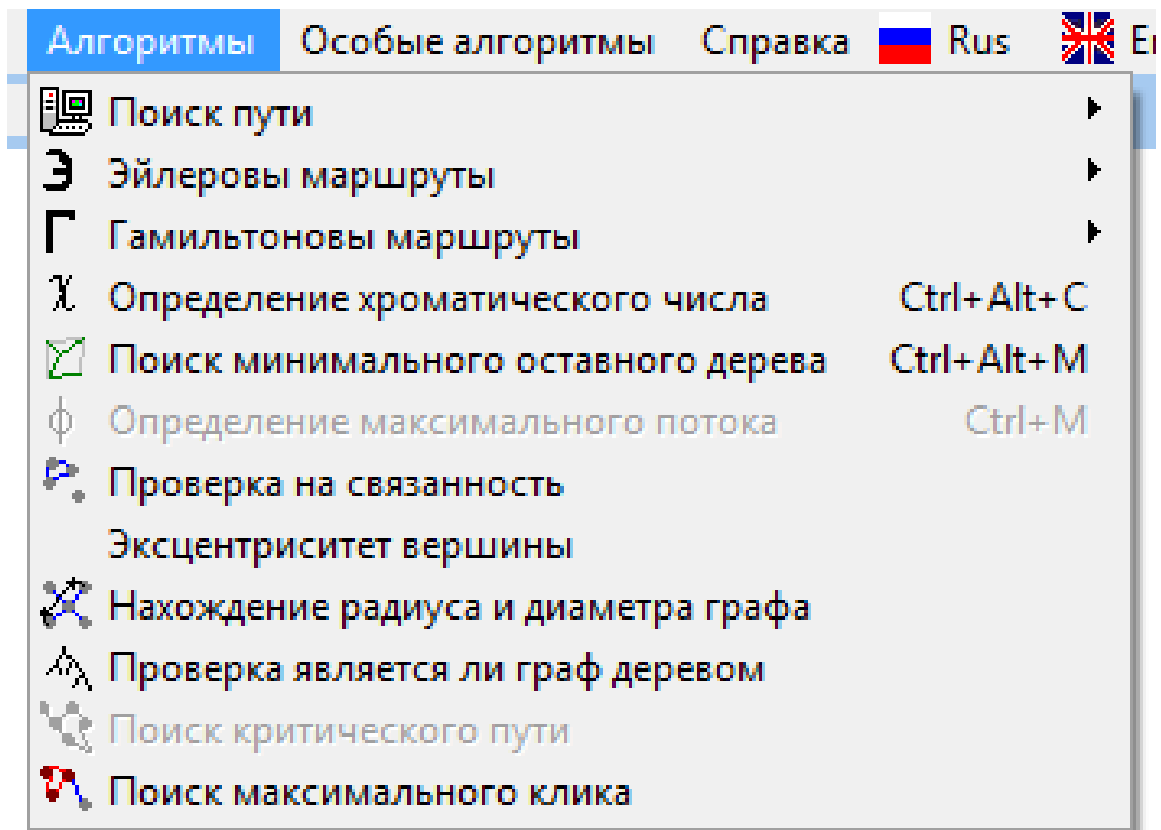 Алгоритмы Особые алгоритмы Справка Rus
Поиск пути
Эйлеровы маршруты
Гамильтоновы маршруты
χ Определение хроматического числа Ctrl+Alt+C
Поиск минимального оставного дерева Ctrl+Alt+M
ϕ Определение максимального потока Ctrl+M
Проверка на связанность
Эксцентриситет вершины
Нахождение радиуса и диаметра графа
Проверка является ли граф деревом
Поиск критического пути
Поиск максимального клика